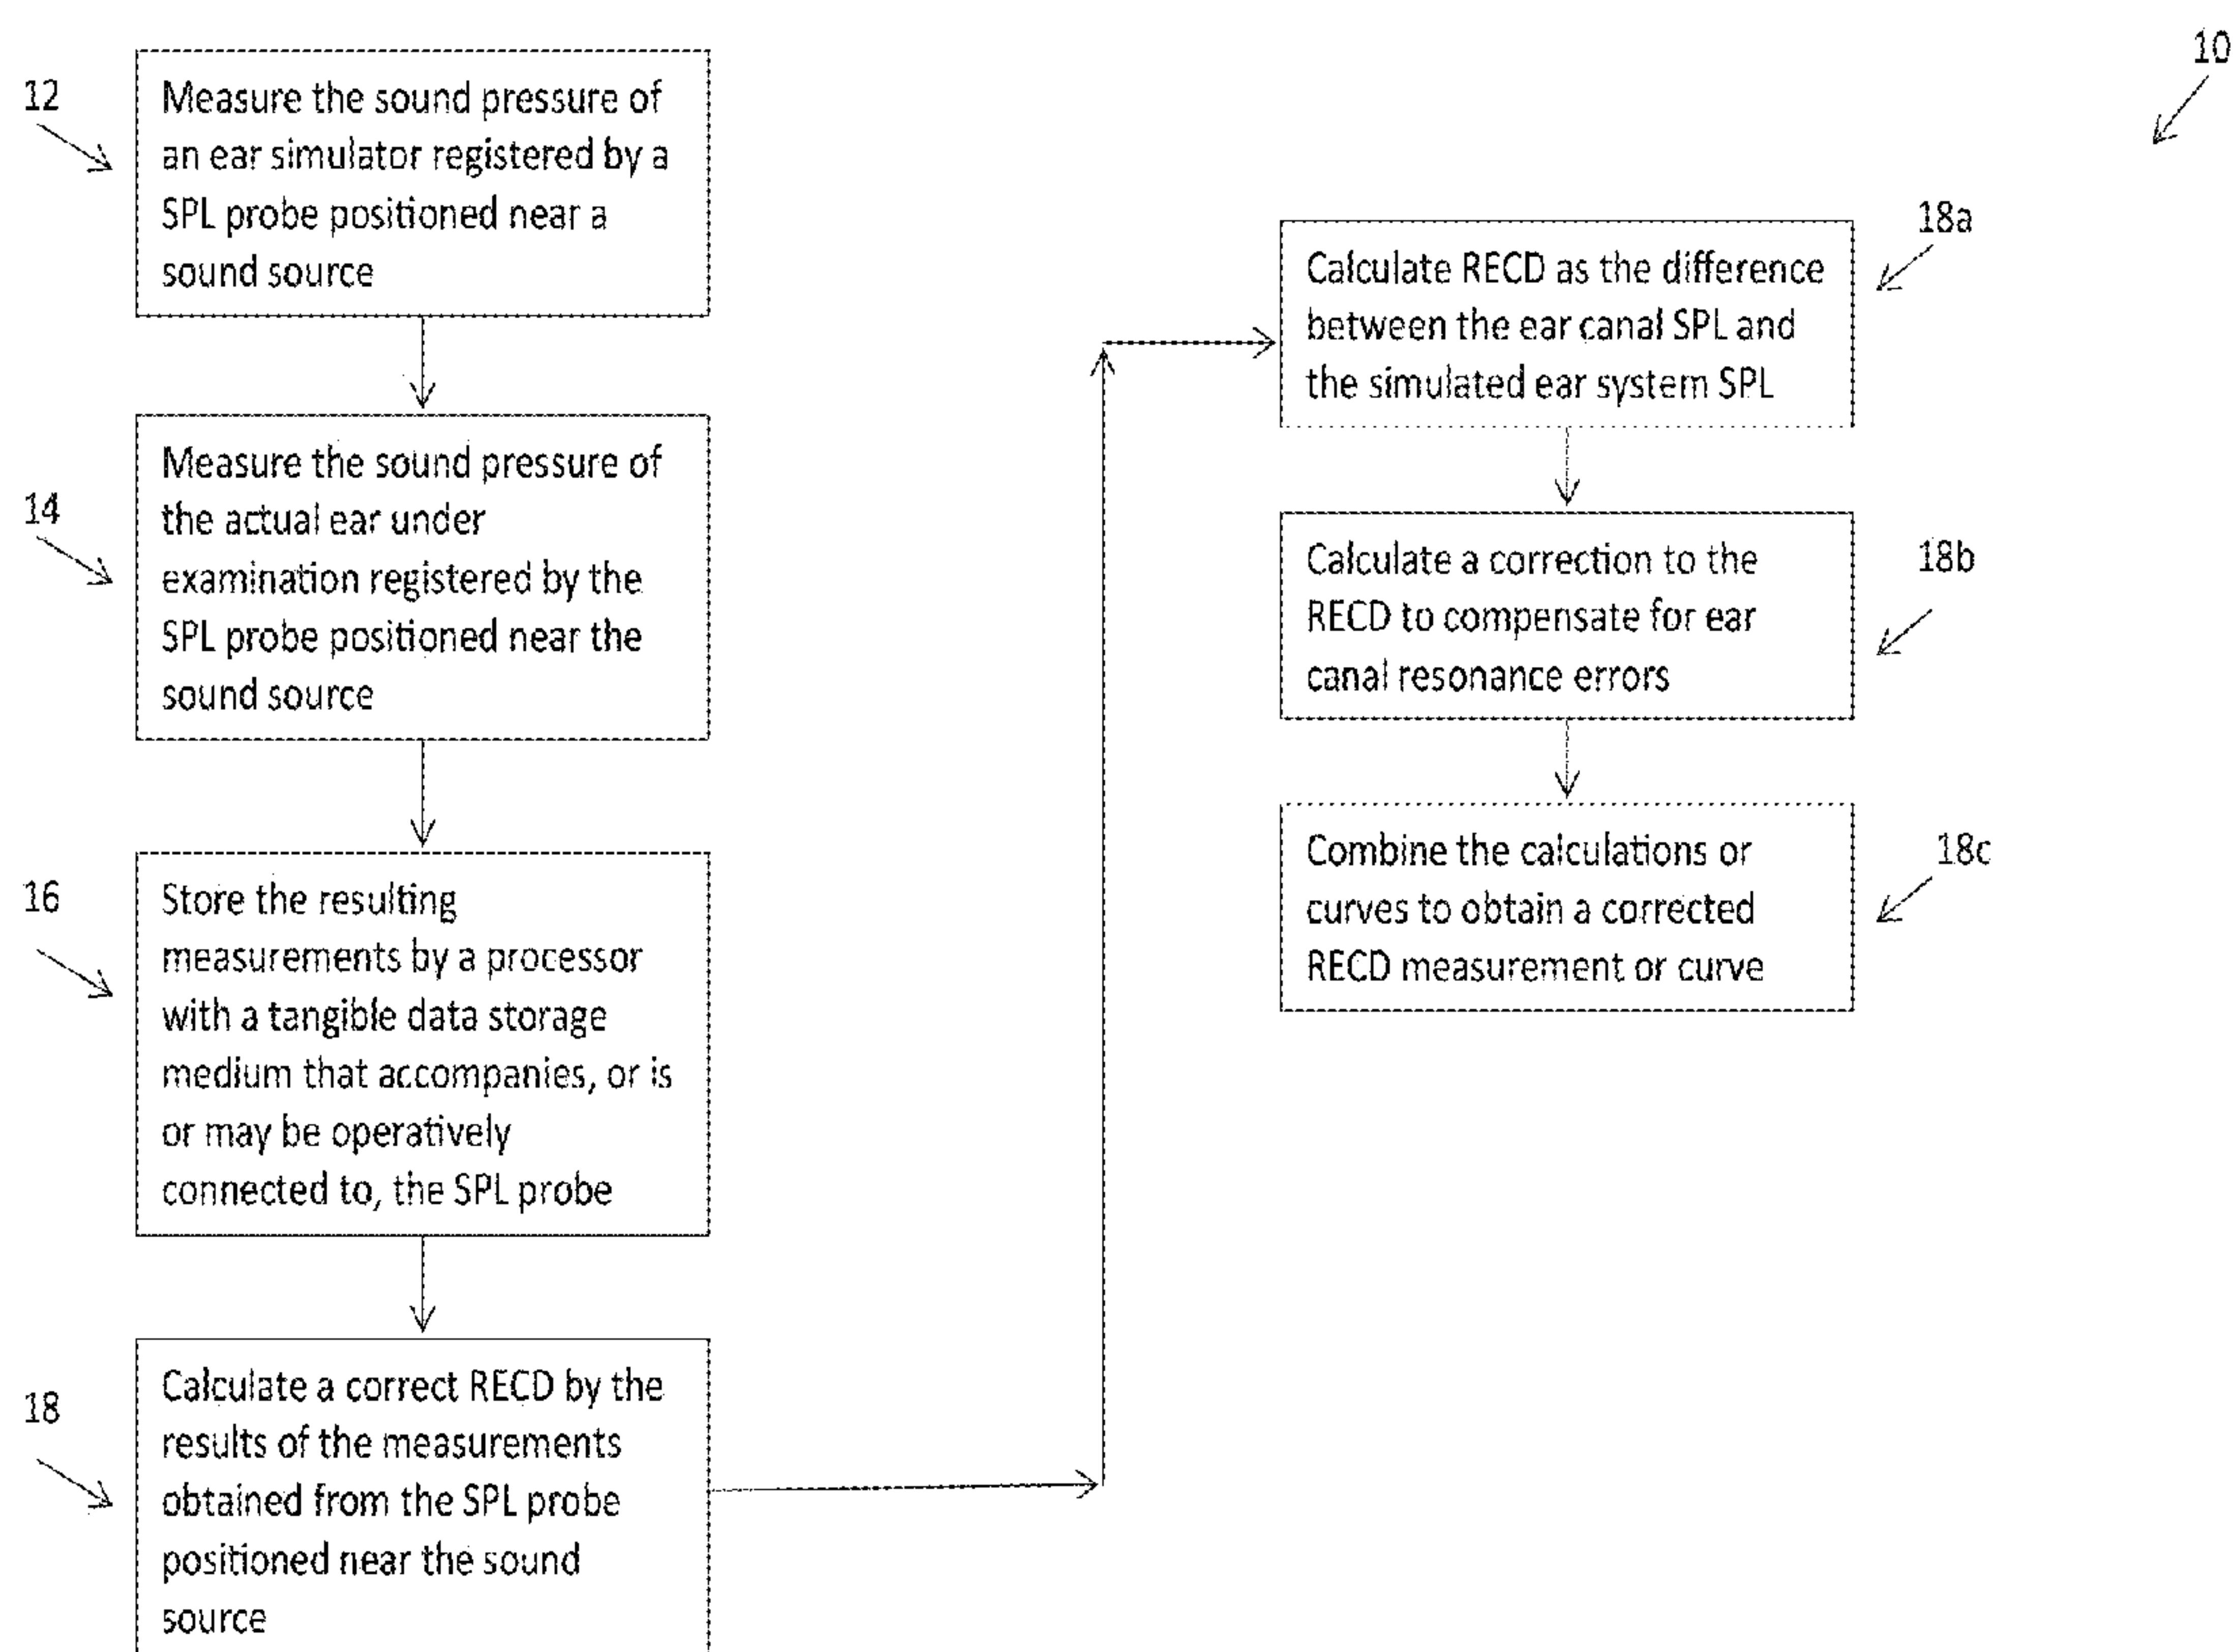 10
12
Measure the sound pressure of
an ear simulator registered by a
SPL probe positioned near a
sound source
14
Measure the sound pressure of
the actual ear under
examination registered by the
SPL probe positioned near the
sound source
16
Store the resulting
measurements by a processor
with a tangible data storage
medium that accompanies, or is
or may be operatively
connected to, the SPL probe
18
Calculate a correct RECD by the
results of the measurements
obtained from the SPL probe
positioned near the sound
source
18a
Calculate RECD as the difference
between the ear canal SPL and
the simulated ear system SPL
18b
Calculate a correction to the
RECD to compensate for ear
canal resonance errors
18c
Combine the calculations or
curves to obtain a corrected
RECD measurement or curve